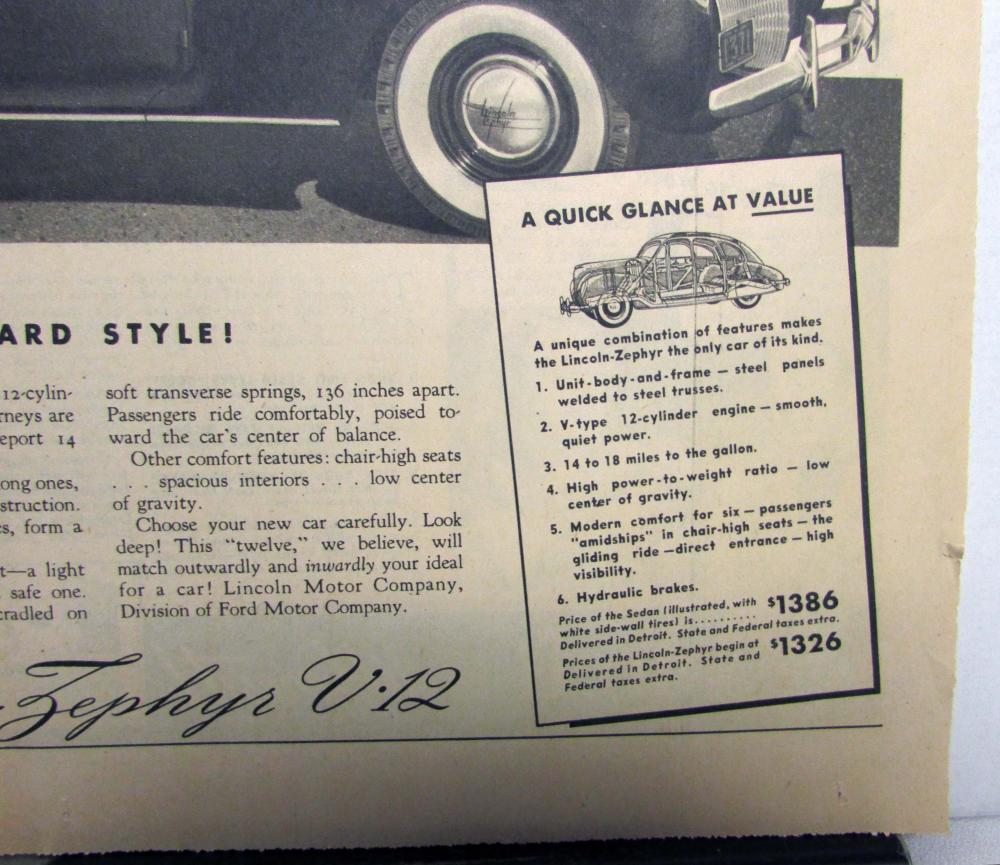 1311
Lincoln
Zephyr
ARD STYLE!
12-cylin-
rneys are
eport 14
ong ones,
struction.
s, form a
t—a light
safe one.
cradled on
soft transverse springs, 136 inches apart.
Passengers ride comfortably, poised to-
ward the car's center of balance.
Other comfort features: chair-high seats
. . . spacious interiors . . . low center
of gravity.
Choose your new car carefully. Look
deep! This "twelve," we believe, will
match outwardly and inwardly your ideal
for a car! Lincoln Motor Company,
Division of Ford Motor Company.
Zephyr V·12
A QUICK GLANCE AT VALUE
A unique combination of features makes
the Lincoln-Zephyr the only car of its kind.
1. Unit-body-and-frame — steel panels
welded to steel trusses.
2. V-type 12-cylinder engine — smooth,
quiet power.
3. 14 to 18 miles to the gallon.
4. High power-to-weight ratio — low
center of gravity.
5. Modern comfort for six — passengers
"amidships" in chair-high seats — the
gliding ride — direct entrance — high
visibility.
6. Hydraulic brakes.
Price of the Sedan (illustrated, with
white side-wall tires) is.......... $1386
Delivered in Detroit. State and Federal taxes extra.
Prices of the Lincoln-Zephyr begin at $1326
Delivered in Detroit. State and
Federal taxes extra.